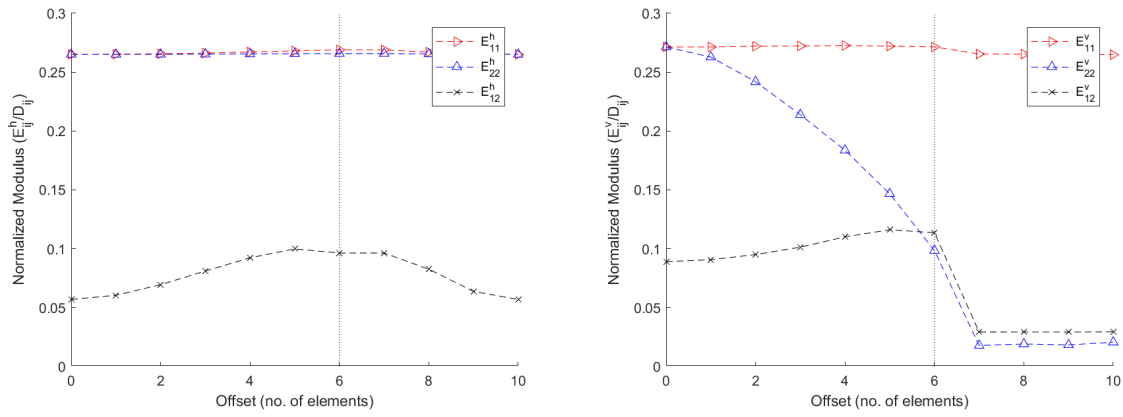 0.3
0.25
0.2
0.15
0.1
0.05
0
Normalized Modulus (E^h_ij/D_ij)
E^h_11
E^h_22
E^h_12
0 2 4 6 8 10
Offset (no. of elements)
0.3
0.25
0.2
0.15
0.1
0.05
0
Normalized Modulus (E^v_ij/D_ij)
E^v_11
E^v_22
E^v_12
0 2 4 6 8 10
Offset (no. of elements)